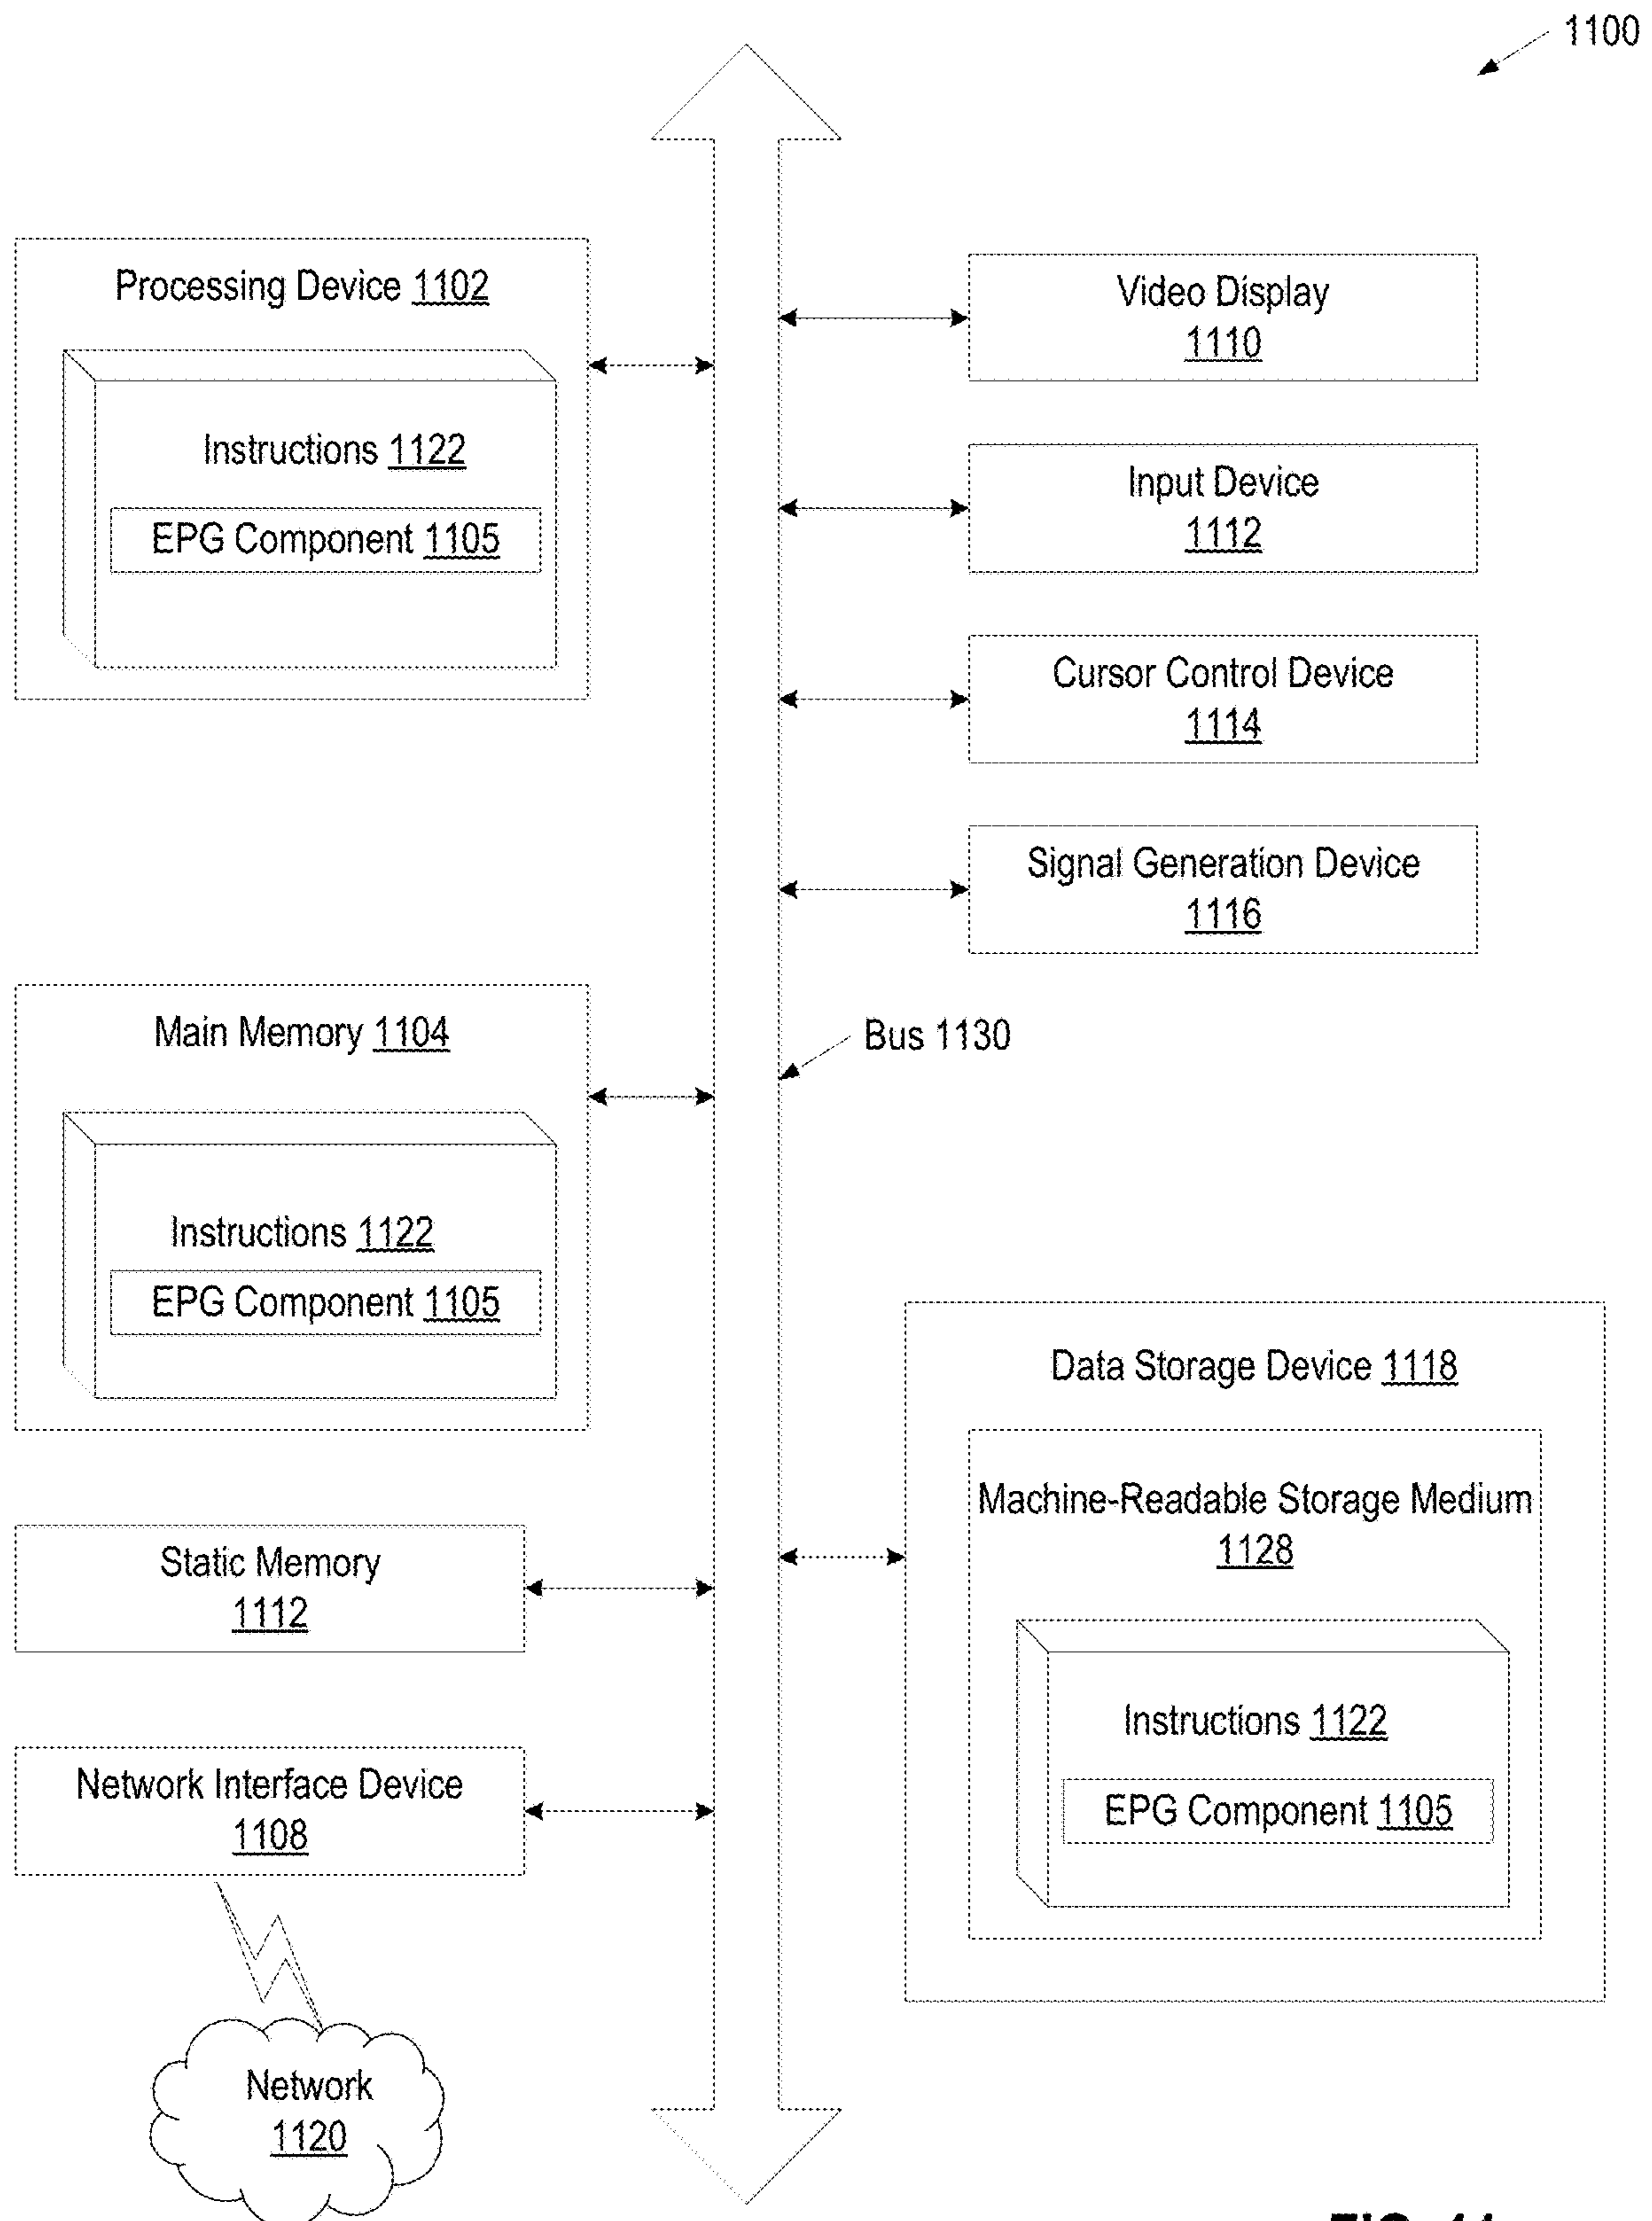 1100
Processing Device 1102
Instructions 1122
EPG Component 1105
Video Display
1110
Input Device
1112
Cursor Control Device
1114
Signal Generation Device
1116
Main Memory 1104
Instructions 1122
EPG Component 1105
Bus 1130
Static Memory
1112
Network Interface Device
1108
Network
1120
Data Storage Device 1118
Machine-Readable Storage Medium
1128
Instructions 1122
EPG Component 1105